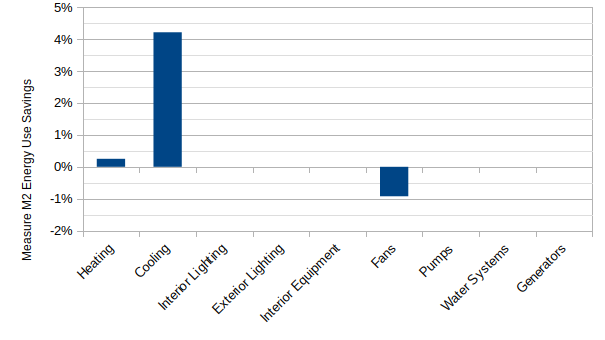 5%
4%
3%
2%
1%
0%
-1%
-2%
Measure M2 Energy Use Savings
Heating
Cooling
Interior Lighting
Exterior Lighting
Interior Equipment
Fans
Pumps
Water Systems
Generators